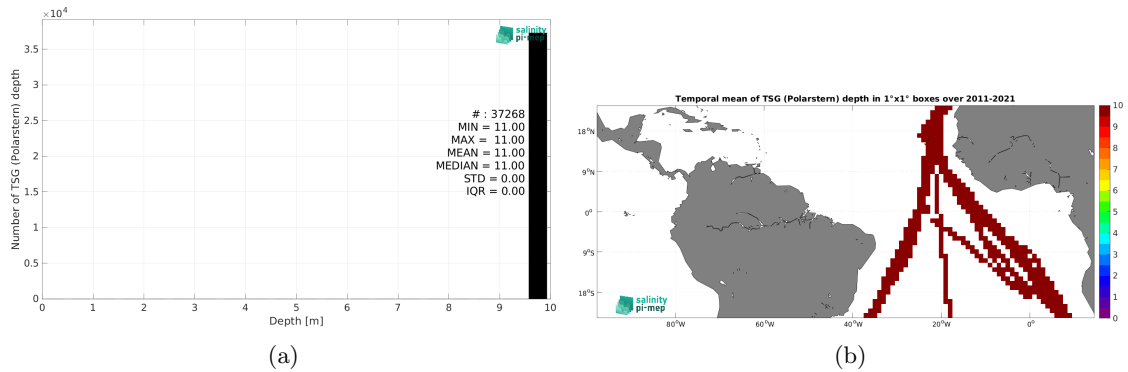 ×10⁴
salinity
pi-mep
Number of TSG (Polarstern) depth
3.5
3
2.5
2
1.5
1
0.5
0
# : 37268
MIN = 11.00
MAX = 11.00
MEAN = 11.00
MEDIAN = 11.00
STD = 0.00
IQR = 0.00
0 1 2 3 4 5 6 7 8 9 10
Depth [m]
(a)
Temporal mean of TSG (Polarstern) depth in 1°x1° boxes over 2011-2021
18°N
9°N
0°
9°S
18°S
salinity
pi-mep
80°W 60°W 40°W 20°W 0°
10
9
8
7
6
5
4
3
2
1
0
(b)